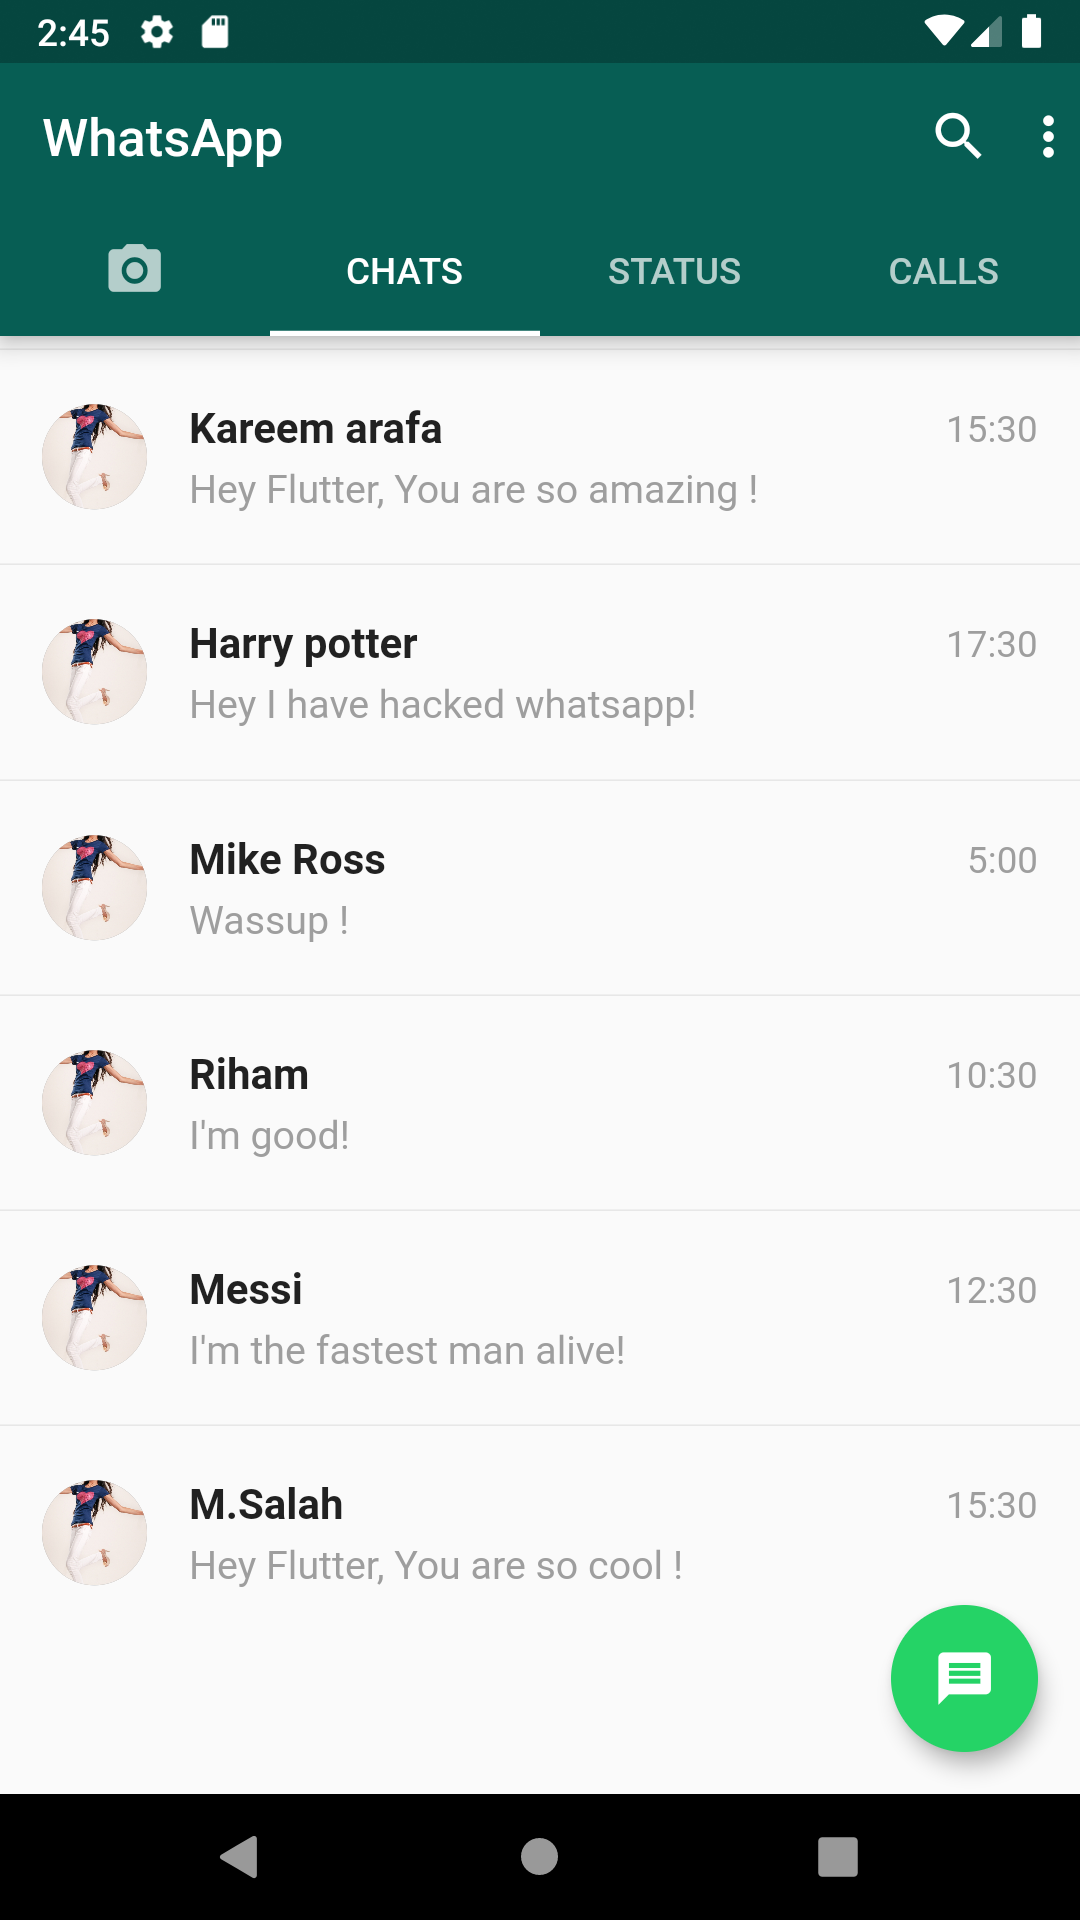 2:45
WhatsApp
CHATS STATUS CALLS
Kareem arafa 15:30
Hey Flutter, You are so amazing !
Harry potter 17:30
Hey I have hacked whatsapp!
Mike Ross 5:00
Wassup !
Riham 10:30
I'm good!
Messi 12:30
I'm the fastest man alive!
M.Salah 15:30
Hey Flutter, You are so cool !